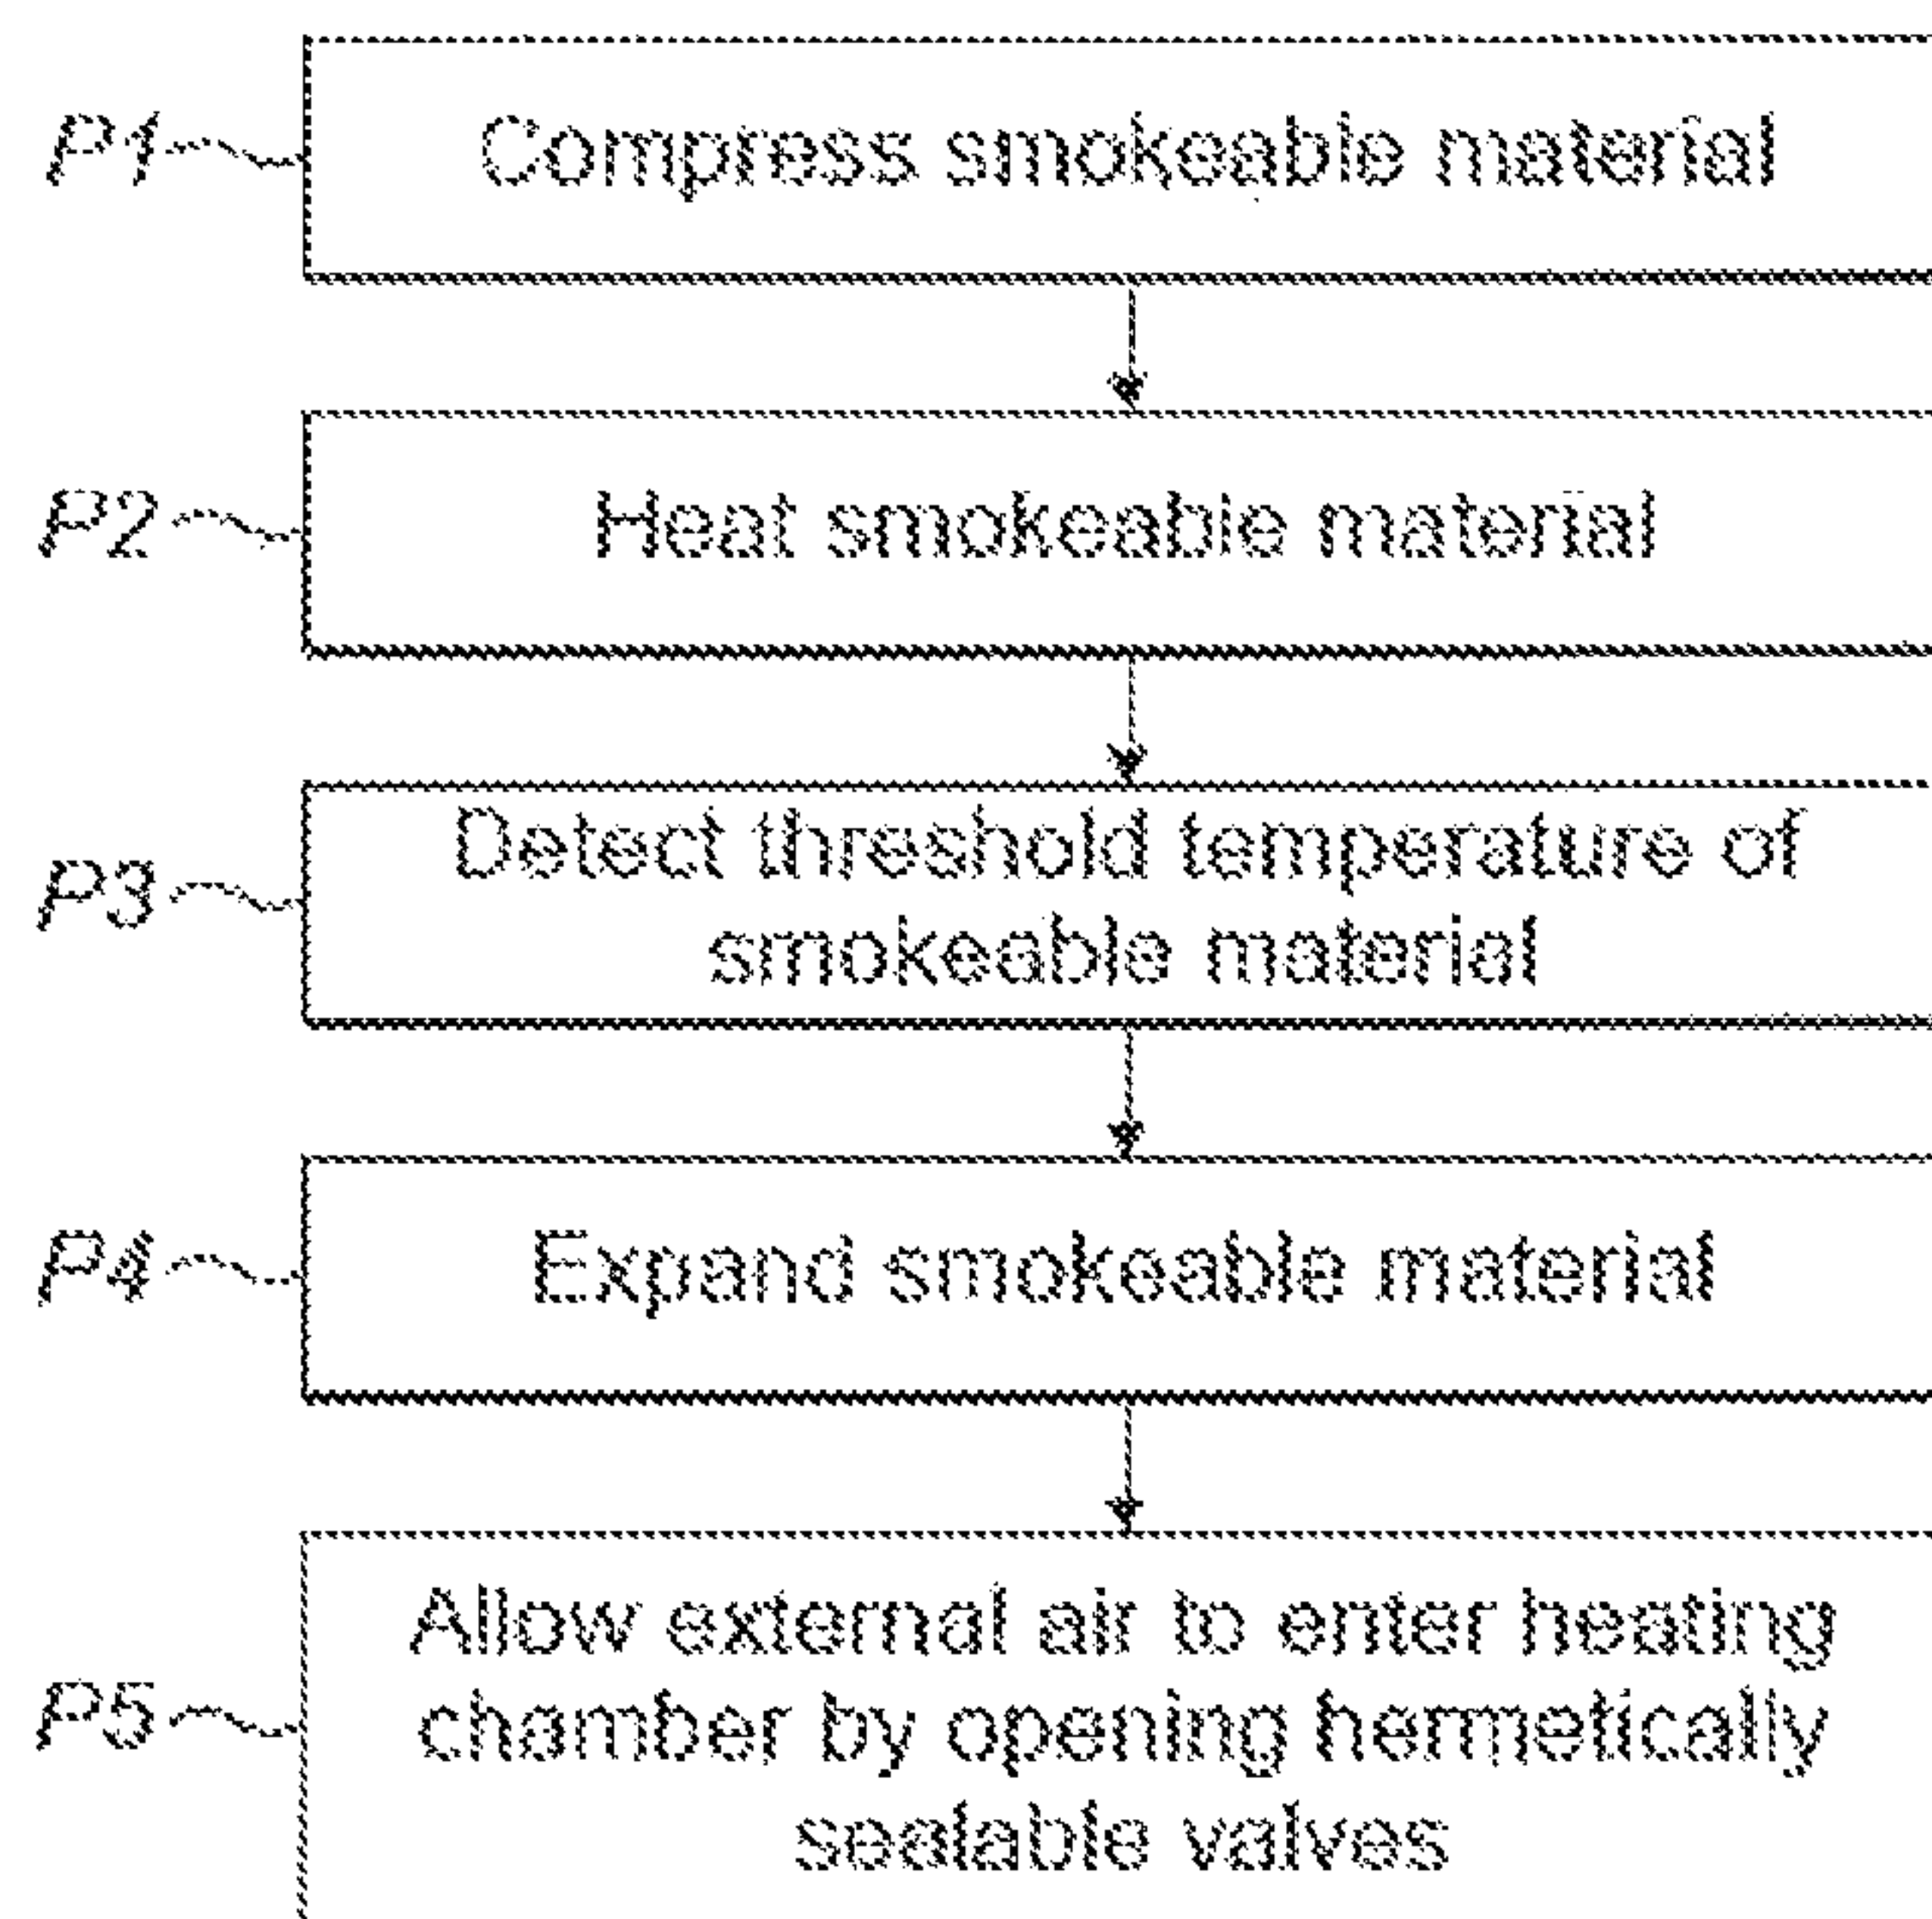 P1 Compress smokeable material
P2 Heat smokeable material
Detect threshold temperature of
P3
smokeable material
P4 Expand smokeable material
Allow external air to enter heating
P5 chamber by opening hermetically
sealable valves